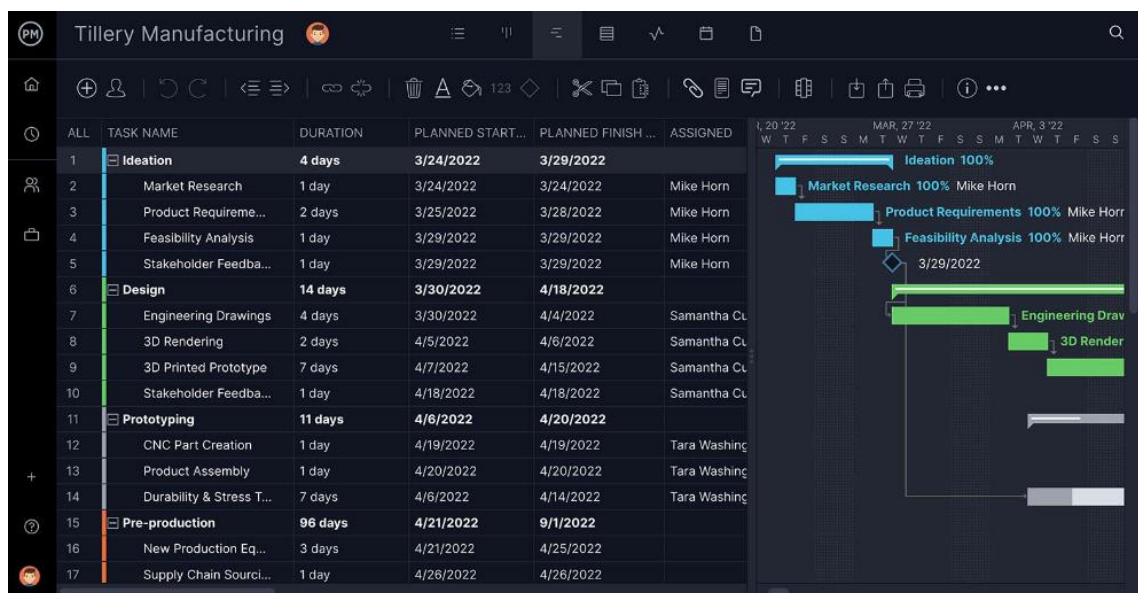 PM Tillery Manufacturing
123
ALL TASK NAME DURATION PLANNED START... PLANNED FINISH ... ASSIGNED , 20 '22 MAR, 27 '22 APR, 3 '22
W T F S S M T W T F S S M T W T F S S
1 Ideation 4 days 3/24/2022 3/29/2022 Ideation 100%
2 Market Research 1 day 3/24/2022 3/24/2022 Mike Horn Market Research 100% Mike Horn
3 Product Requireme... 2 days 3/25/2022 3/28/2022 Mike Horn Product Requirements 100% Mike Horr
4 Feasibility Analysis 1 day 3/29/2022 3/29/2022 Mike Horn Feasibility Analysis 100% Mike Horr
5 Stakeholder Feedba... 1 day 3/29/2022 3/29/2022 Mike Horn 3/29/2022
6 Design 14 days 3/30/2022 4/18/2022
7 Engineering Drawings 4 days 3/30/2022 4/4/2022 Samantha Cu Engineering Drav
8 3D Rendering 2 days 4/5/2022 4/6/2022 Samantha Cu 3D Render
9 3D Printed Prototype 7 days 4/7/2022 4/15/2022 Samantha Cu
10 Stakeholder Feedba... 1 day 4/18/2022 4/18/2022 Samantha Cu
11 Prototyping 11 days 4/6/2022 4/20/2022
12 CNC Part Creation 1 day 4/19/2022 4/19/2022 Tara Washing
13 Product Assembly 1 day 4/20/2022 4/20/2022 Tara Washing
14 Durability & Stress T... 7 days 4/6/2022 4/14/2022 Tara Washing
15 Pre-production 96 days 4/21/2022 9/1/2022
16 New Production Eq... 3 days 4/21/2022 4/25/2022
17 Supply Chain Sourci... 1 day 4/26/2022 4/26/2022